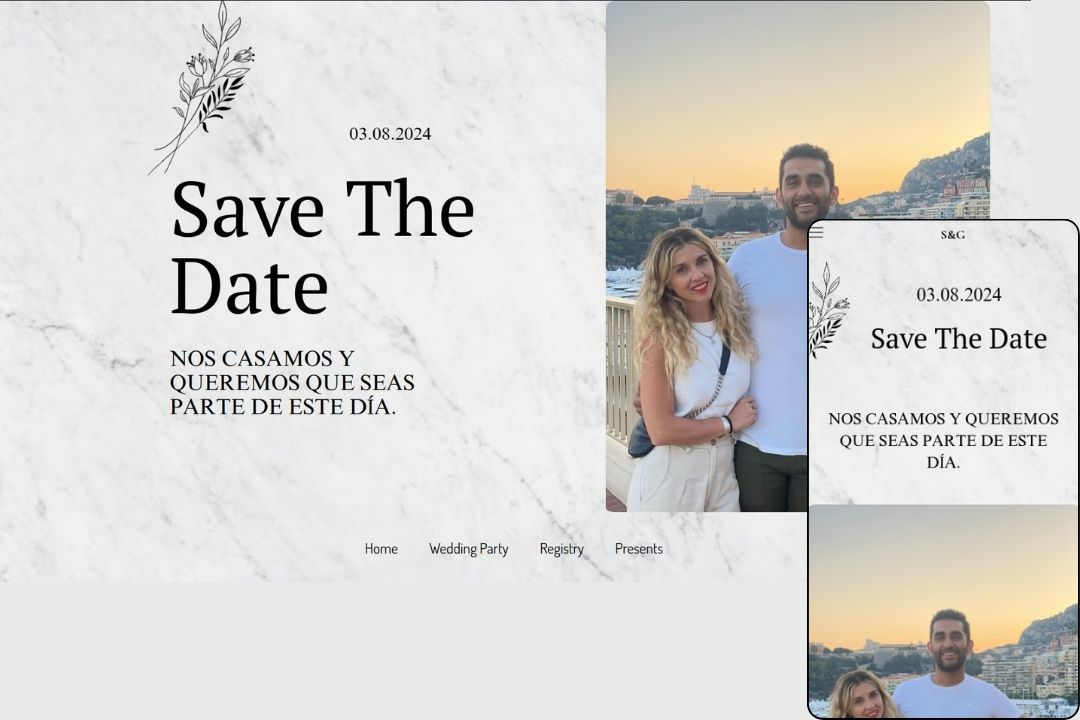 03.08.2024
Save The
Date
NOS CASAMOS Y
QUEREMOS QUE SEAS
PARTE DE ESTE DÍA.
Home Wedding Party Registry Presents
S&G
03.08.2024
Save The Date
NOS CASAMOS Y QUEREMOS
QUE SEAS PARTE DE ESTE
DÍA.